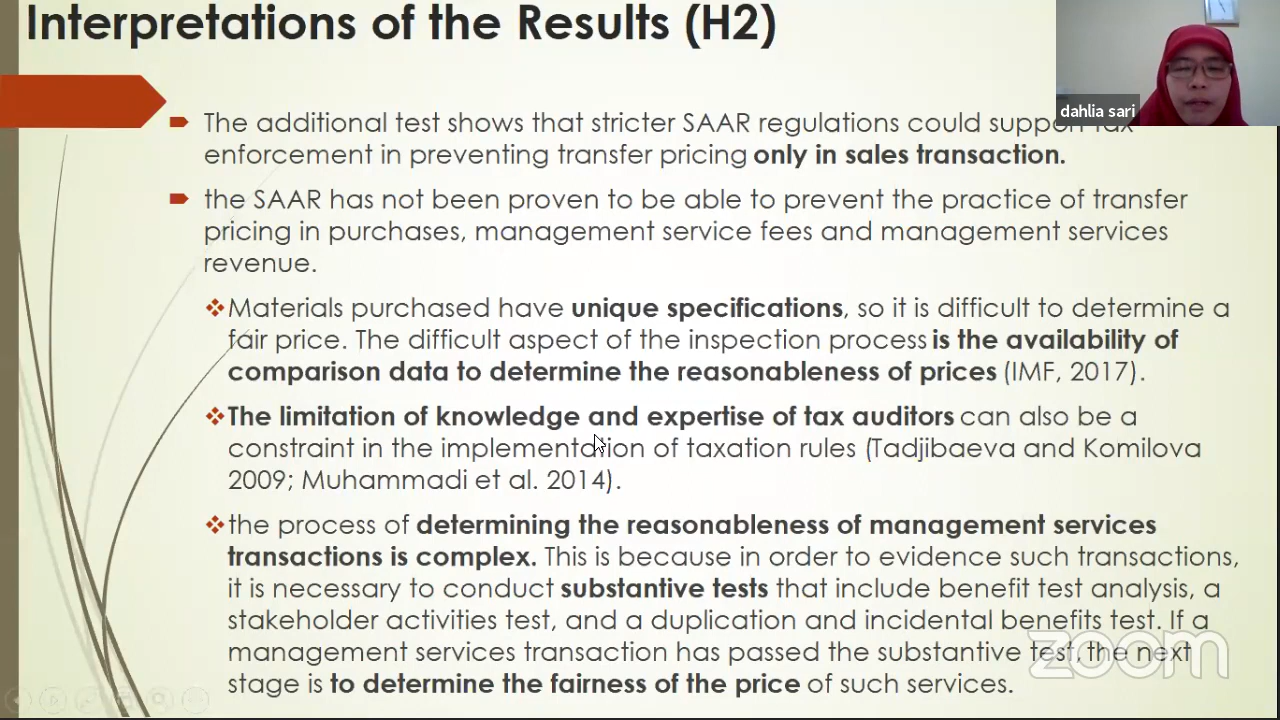 Interpretations of the Results (H2)
dahlia sari
The additional test shows that stricter SAAR regulations could support tax
enforcement in preventing transfer pricing only in sales transaction.
the SAAR has not been proven to be able to prevent the practice of transfer
pricing in purchases, management service fees and management services
revenue.
Materials purchased have unique specifications, so it is difficult to determine a
fair price. The difficult aspect of the inspection process is the availability of
comparison data to determine the reasonableness of prices (IMF, 2017).
The limitation of knowledge and expertise of tax auditors can also be a
constraint in the implementation of taxation rules (Tadjibaeva and Komilova
2009; Muhammadi et al. 2014).
the process of determining the reasonableness of management services
transactions is complex. This is because in order to evidence such transactions,
it is necessary to conduct substantive tests that include benefit test analysis, a
stakeholder activities test, and a duplication and incidental benefits test. If a
management services transaction has passed the substantive test, the next
stage is to determine the fairness of the price of such services.
zoom